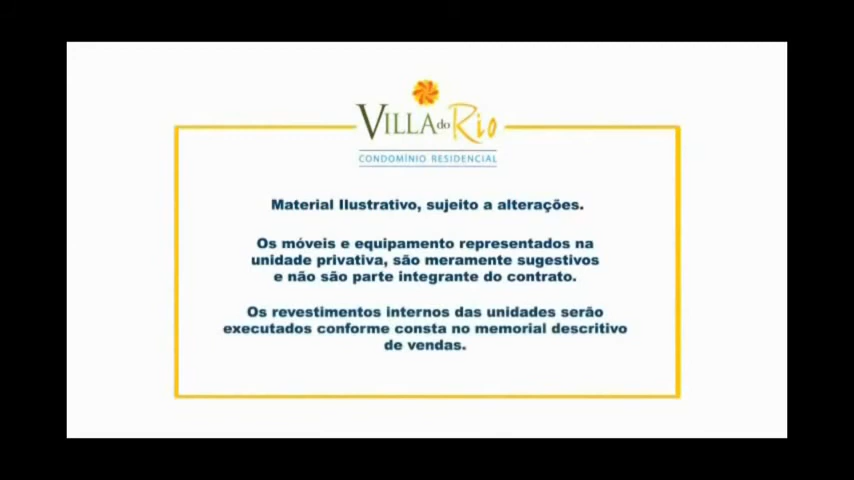 VILLA do Rio
CONDOMÍNIO RESIDENCIAL
Material Ilustrativo, sujeito a alterações.
Os móveis e equipamento representados na
unidade privativa, são meramente sugestivos
e não são parte integrante do contrato.
Os revestimentos internos das unidades serão
executados conforme consta no memorial descritivo
de vendas.